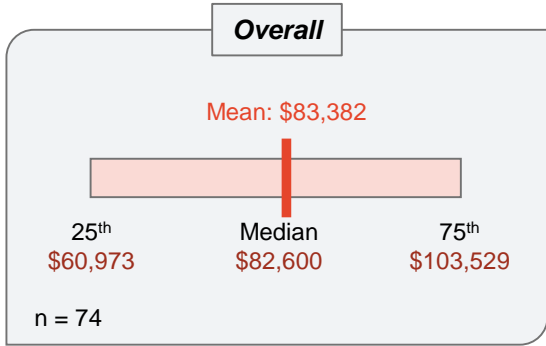 Overall
Mean: $83,382
25th Median 75th
$60,973 $82,600 $103,529
n = 74